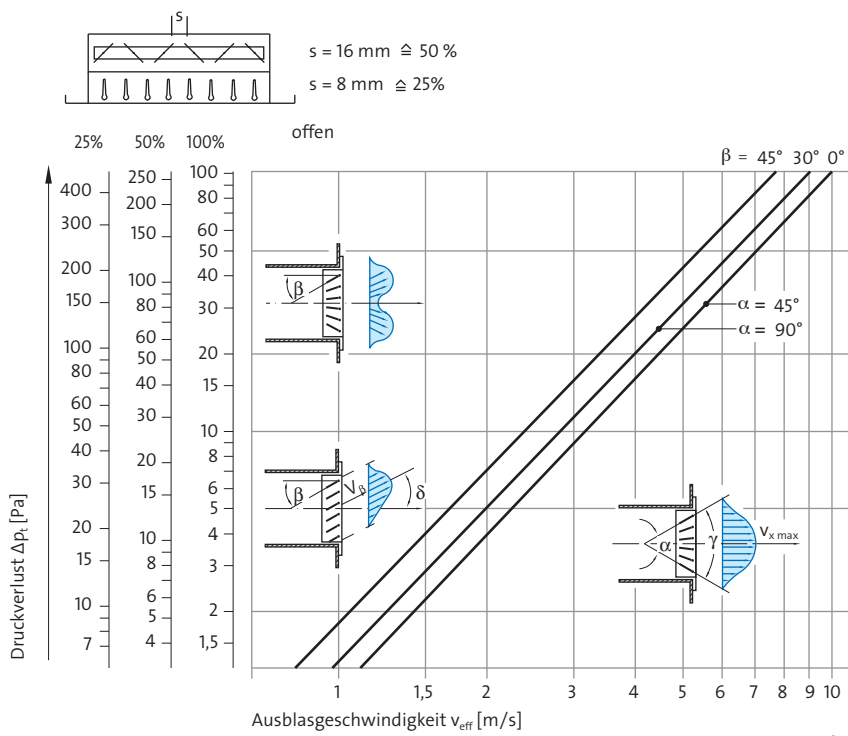 s
s = 16 mm ≙ 50 %
s = 8 mm ≙ 25%
offen
25% 50% 100%
β = 45° 30° 0°
400 300 200 150 100 80 60 50 40 30 20 15 10 7
250 200 150 100 80 60 50 40 30 20 15 10 8 6 5 4
100 80 60 50 40 30 20 15 10 8 6 5 4 3 2 1,5
β
α = 45°
α = 90°
β
Vβ
δ
α
γ
vx max
Druckverlust Δpt [Pa]
1 1,5 2 3 4 5 6 7 8 9 10
Ausblasgeschwindigkeit veff [m/s]